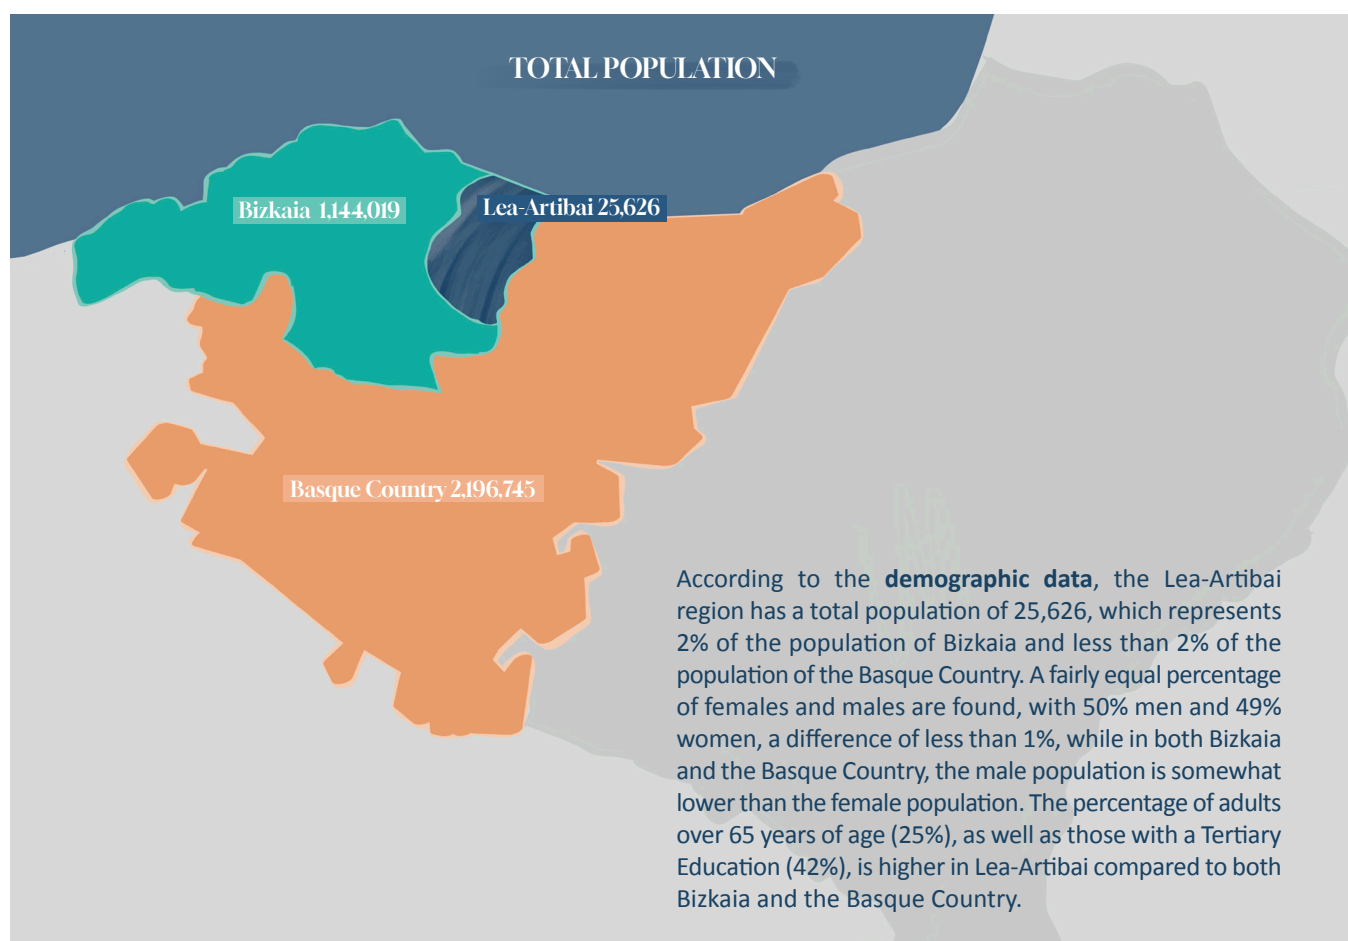 TOTAL POPULATION
Bizkaia 1,144,019
Lea-Artibai 25,626
Basque Country 2,196,745
According to the demographic data, the Lea-Artibai
region has a total population of 25,626, which represents
2% of the population of Bizkaia and less than 2% of the
population of the Basque Country. A fairly equal percentage
of females and males are found, with 50% men and 49%
women, a difference of less than 1%, while in both Bizkaia
and the Basque Country, the male population is somewhat
lower than the female population. The percentage of adults
over 65 years of age (25%), as well as those with a Tertiary
Education (42%), is higher in Lea-Artibai compared to both
Bizkaia and the Basque Country.